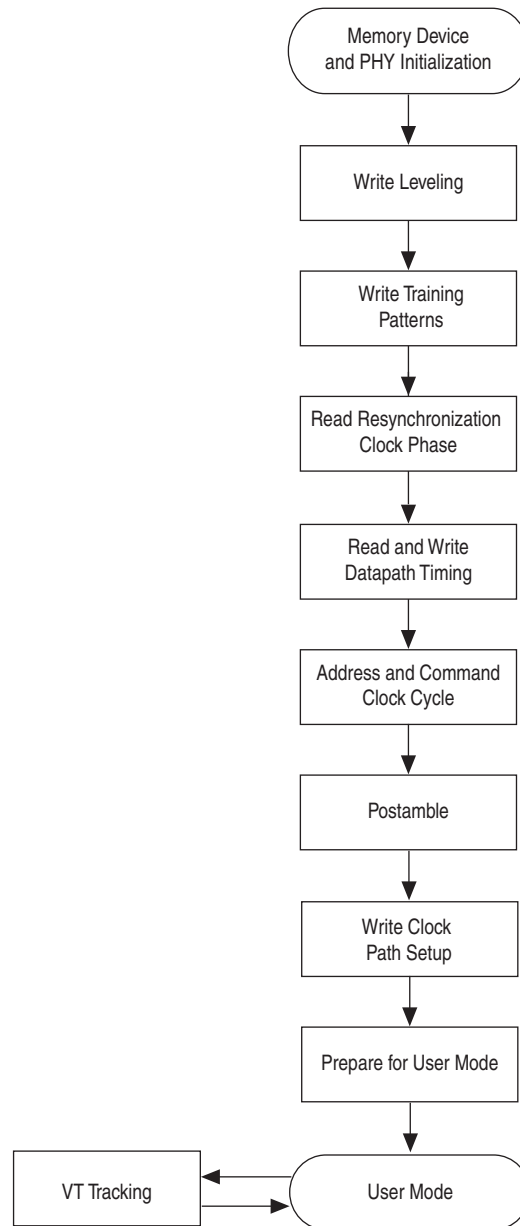 Memory Device
and PHY Initialization
Write Leveling
Write Training
Patterns
Read Resynchronization
Clock Phase
Read and Write
Datapath Timing
Address and Command
Clock Cycle
Postamble
Write Clock
Path Setup
Prepare for User Mode
VT Tracking
User Mode